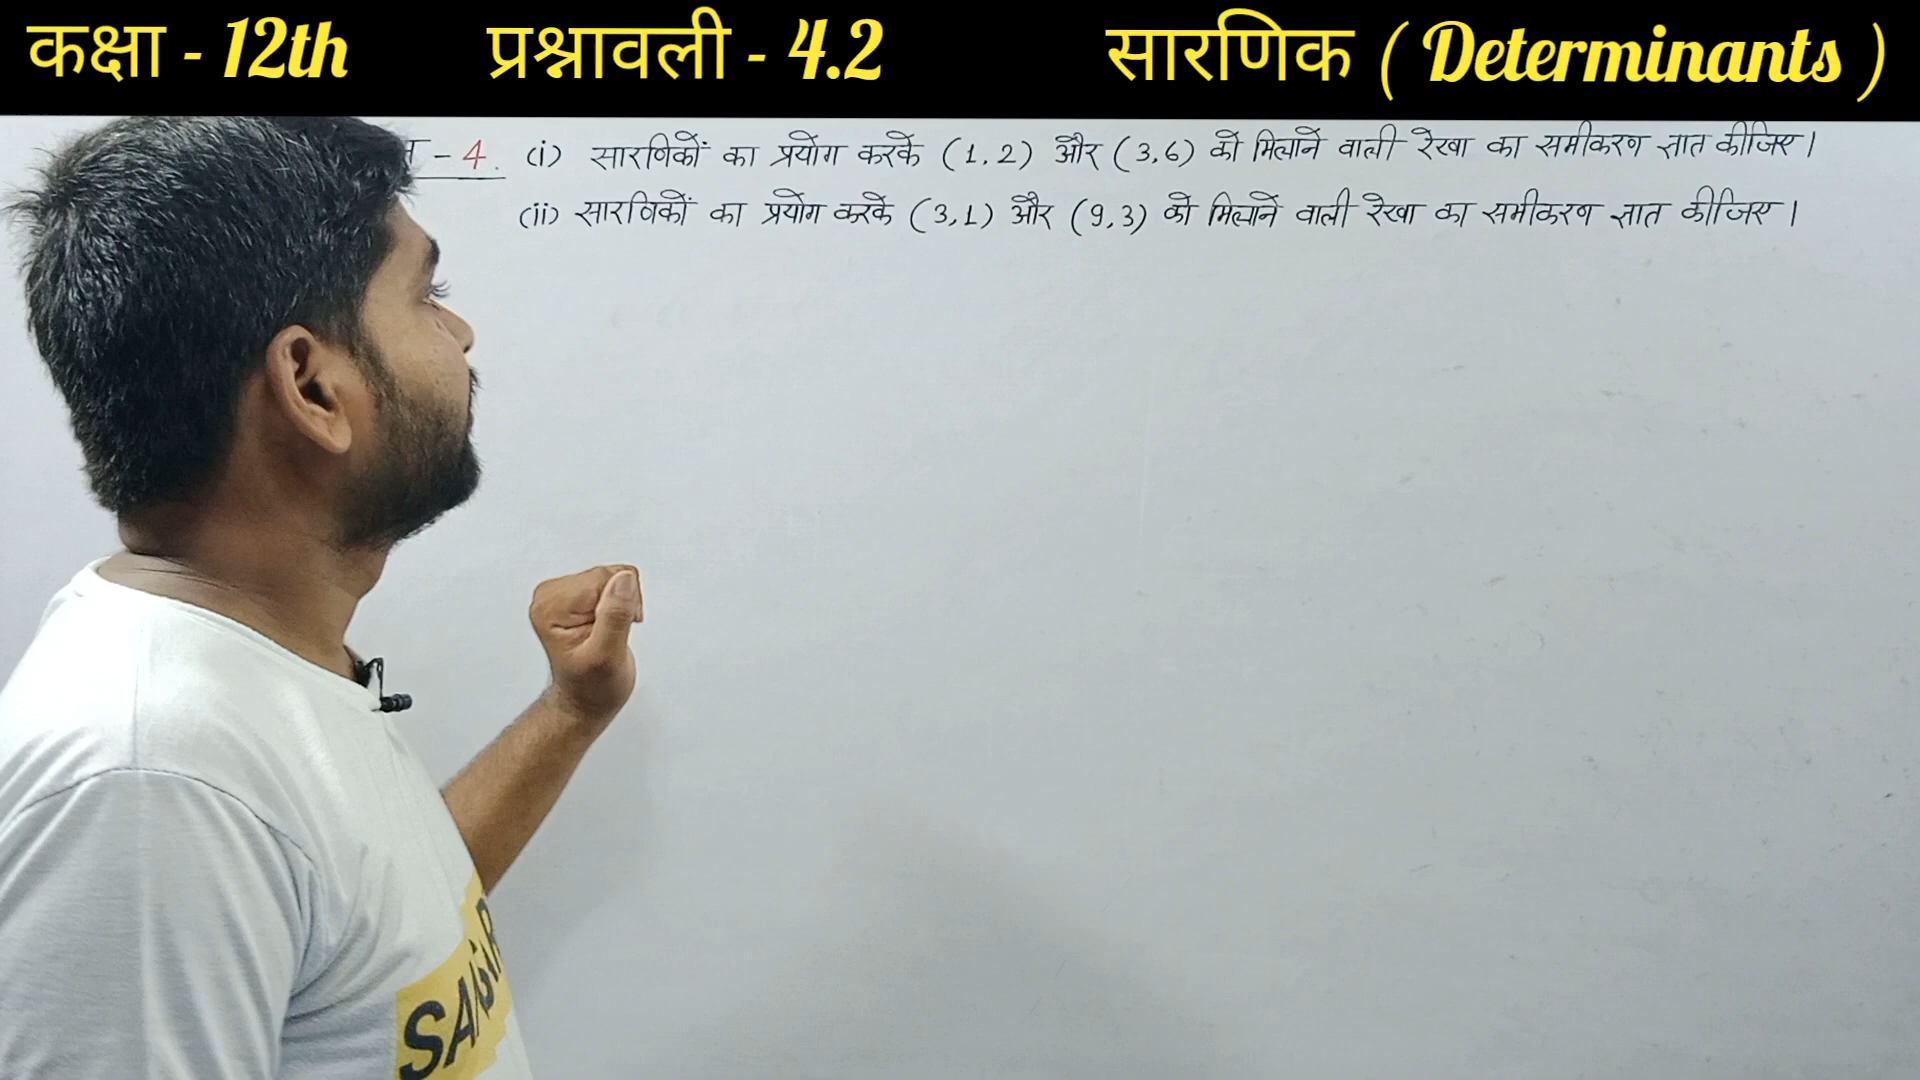 कक्षा - 12th प्रश्नावली - 4.2 सारणिक ( Determinants )
- 4. (i) सारणिकों का प्रयोग करके (1,2) और (3,6) को मिलाने वाली रेखा का समीकरण ज्ञात कीजिए।
(ii) सारणिकों का प्रयोग करके (3,1) और (9,3) को मिलाने वाली रेखा का समीकरण ज्ञात कीजिए।